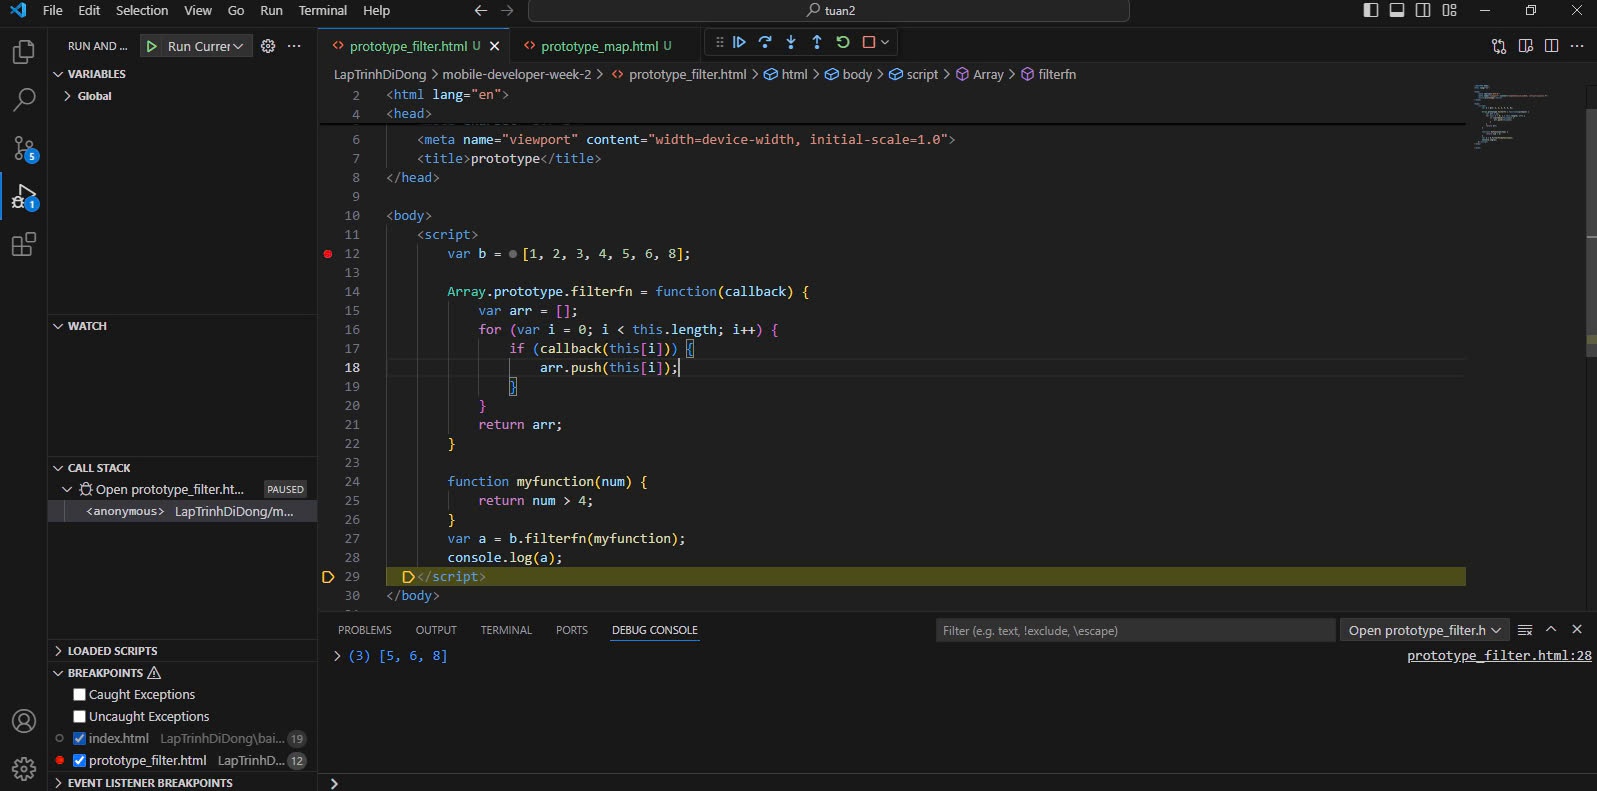 File Edit Selection View Go Run Terminal Help
tuan2
RUN AND ...
Run Currer
VARIABLES
Global
WATCH
CALL STACK
Open prototype_filter.ht... PAUSED
<anonymous> LapTrinhDiDong/m...
LOADED SCRIPTS
BREAKPOINTS
Caught Exceptions
Uncaught Exceptions
index.html LapTrinhDiDong\bai... 19
prototype_filter.html LapTrinhD... 12
EVENT LISTENER BREAKPOINTS
5
1
prototype_filter.html U
prototype_map.html U
LapTrinhDiDong > mobile-developer-week-2 > prototype_filter.html > html > body > script > Array > filterfn
2 <html lang="en">
4 <head>
6 <meta name="viewport" content="width=device-width, initial-scale=1.0">
7 <title>prototype</title>
8 </head>
9
10 <body>
11 <script>
12 var b = [1, 2, 3, 4, 5, 6, 8];
13
14 Array.prototype.filterfn = function(callback) {
15 var arr = [];
16 for (var i = 0; i < this.length; i++) {
17 if (callback(this[i])) {
18 arr.push(this[i]);
19 }
20 }
21 return arr;
22 }
23
24 function myfunction(num) {
25 return num > 4;
26 }
27 var a = b.filterfn(myfunction);
28 console.log(a);
29 </script>
30 </body>
PROBLEMS OUTPUT TERMINAL PORTS DEBUG CONSOLE
Filter (e.g. text, !exclude, \escape)
Open prototype_filter.h
> (3) [5, 6, 8]
prototype_filter.html:28
>